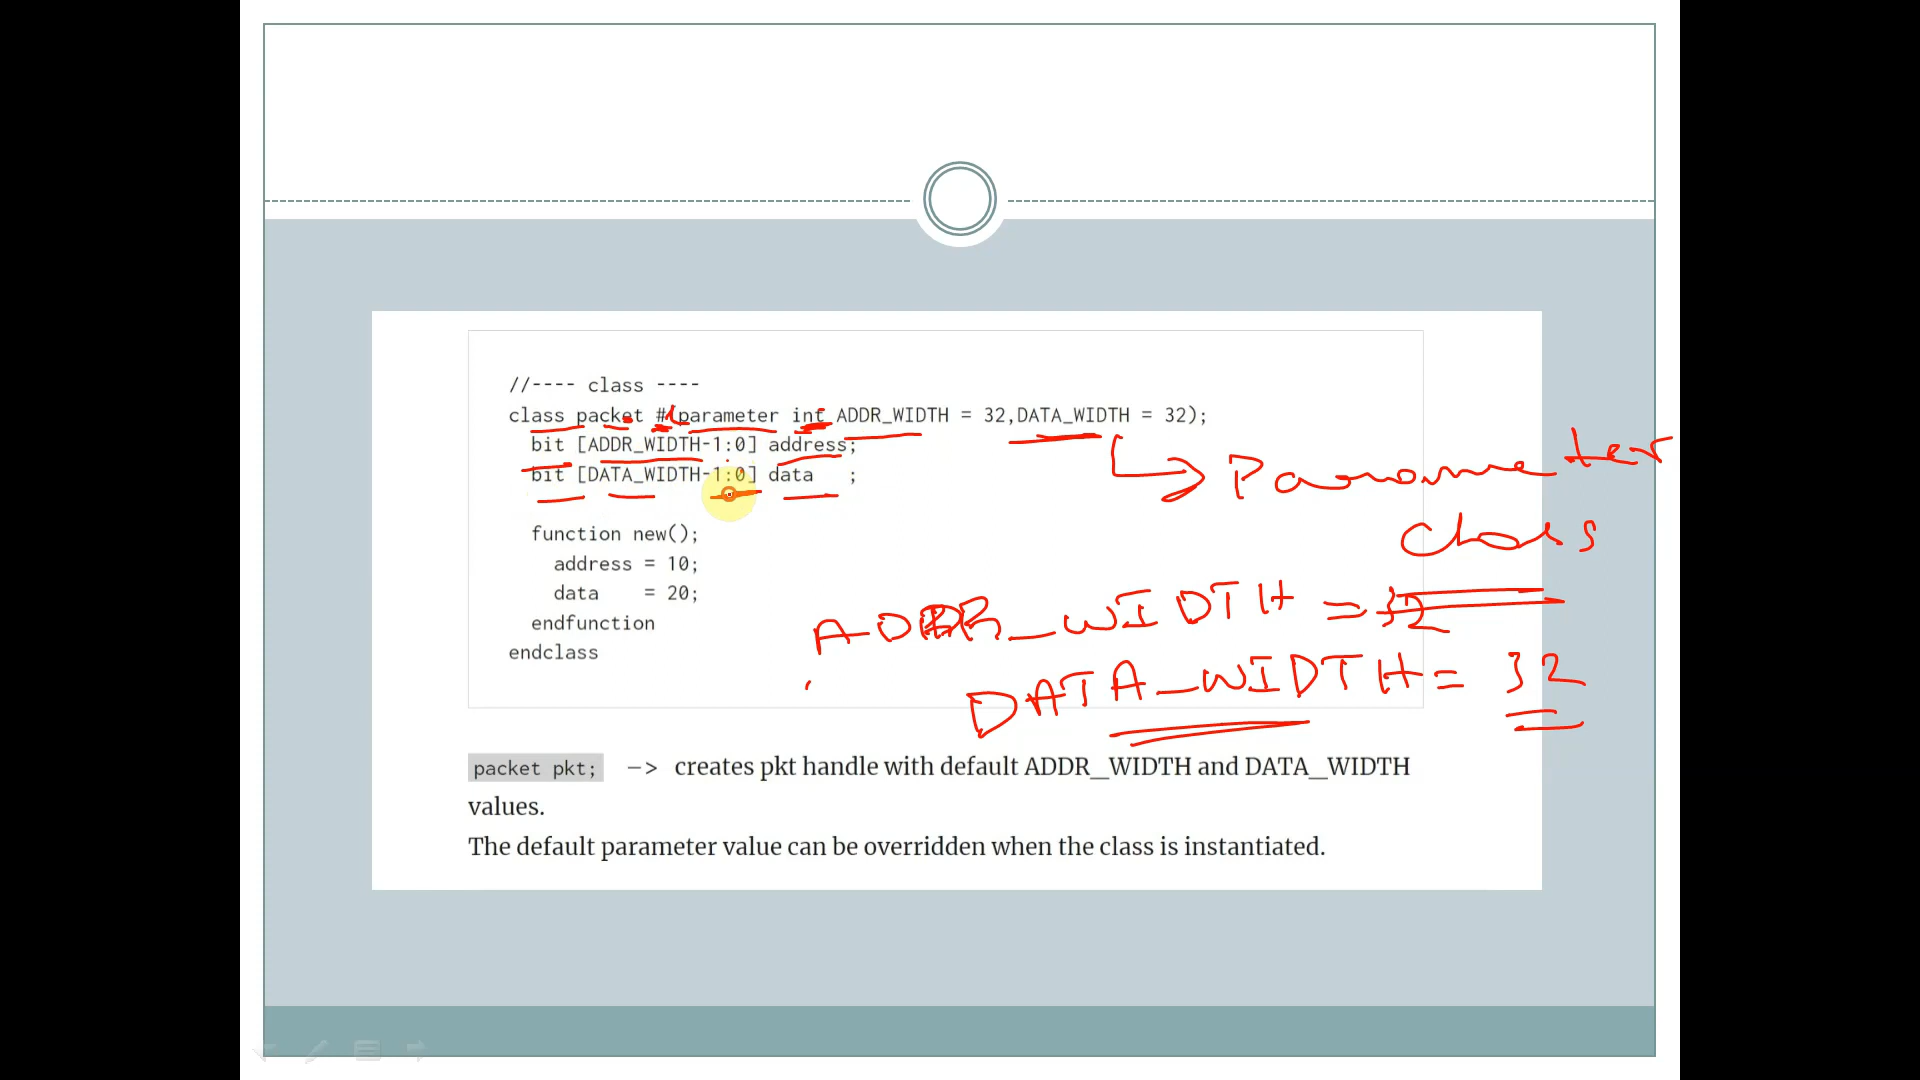 //---- class ----
class packet #(parameter int ADDR_WIDTH = 32,DATA_WIDTH = 32);
bit [ADDR_WIDTH-1:0] address;
bit [DATA_WIDTH-1:0] data ;
function new();
address = 10;
data = 20;
endfunction
endclass
Parameter
class
ADDR_WIDTH = 32
DATA_WIDTH = 32
packet pkt; –> creates pkt handle with default ADDR_WIDTH and DATA_WIDTH
values.
The default parameter value can be overridden when the class is instantiated.